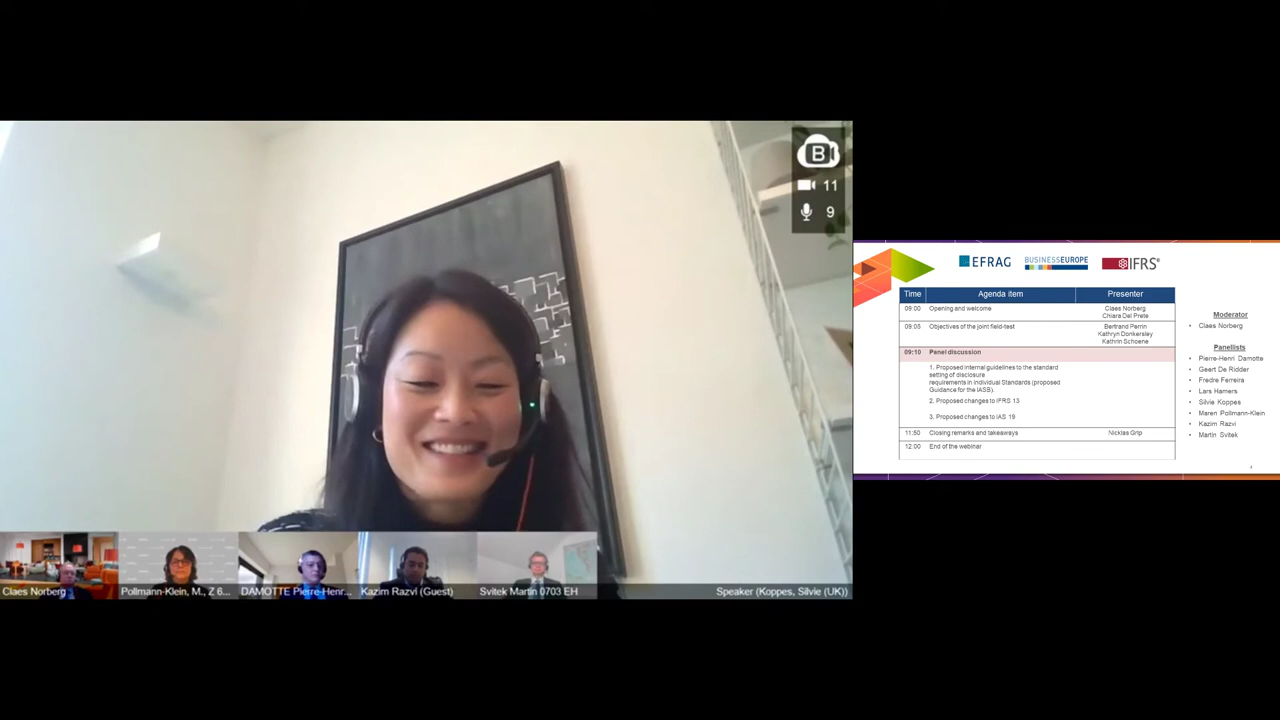 B
11
9
Claes Norberg
Pollmann-Klein, M., Z 6...
DAMOTTE Pierre-Henr...
Kazim Razvi (Guest)
Svitek Martin 0703 EH
Speaker (Koppes, Silvie (UK))
EFRAG
BUSINESSEUROPE
IFRS®
Time Agenda item Presenter
09:00 Opening and welcome Claes Norberg
Chiara Del Prete
09:05 Objectives of the joint field-test Bertrand Perrin
Kathryn Donkersley
Kathrin Schoene
09:10 Panel discussion
1. Proposed internal guidelines to the standard
setting of disclosure
requirements in individual Standards (proposed
Guidance for the IASB).
2. Proposed changes to IFRS 13
3. Proposed changes to IAS 19
11:50 Closing remarks and takeaways Nicklas Grip
12:00 End of the webinar
Moderator
• Claes Norberg
Panellists
• Pierre-Henri Damotte
• Geert De Ridder
• Fredre Ferreira
• Lars Hamers
• Silvie Koppes
• Maren Pollmann-Klein
• Kazim Razvi
• Martin Svitek